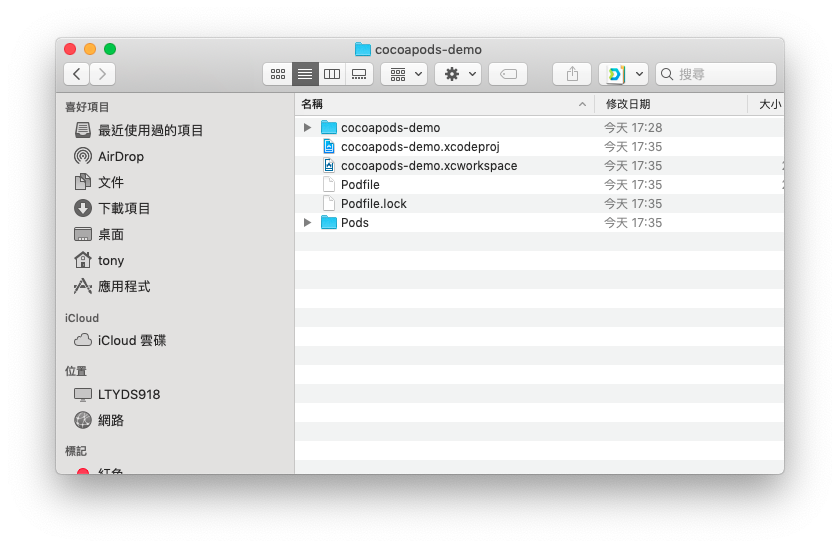 cocoapods-demo
搜尋
喜好項目
最近使用過的項目
AirDrop
文件
下載項目
桌面
tony
應用程式
iCloud
iCloud 雲碟
位置
LTYDS918
網路
標記
紅色
名稱 修改日期 大小
cocoapods-demo 今天 17:28
cocoapods-demo.xcodeproj 今天 17:35
cocoapods-demo.xcworkspace 今天 17:35
Podfile 今天 17:35
Podfile.lock 今天 17:35
Pods 今天 17:35